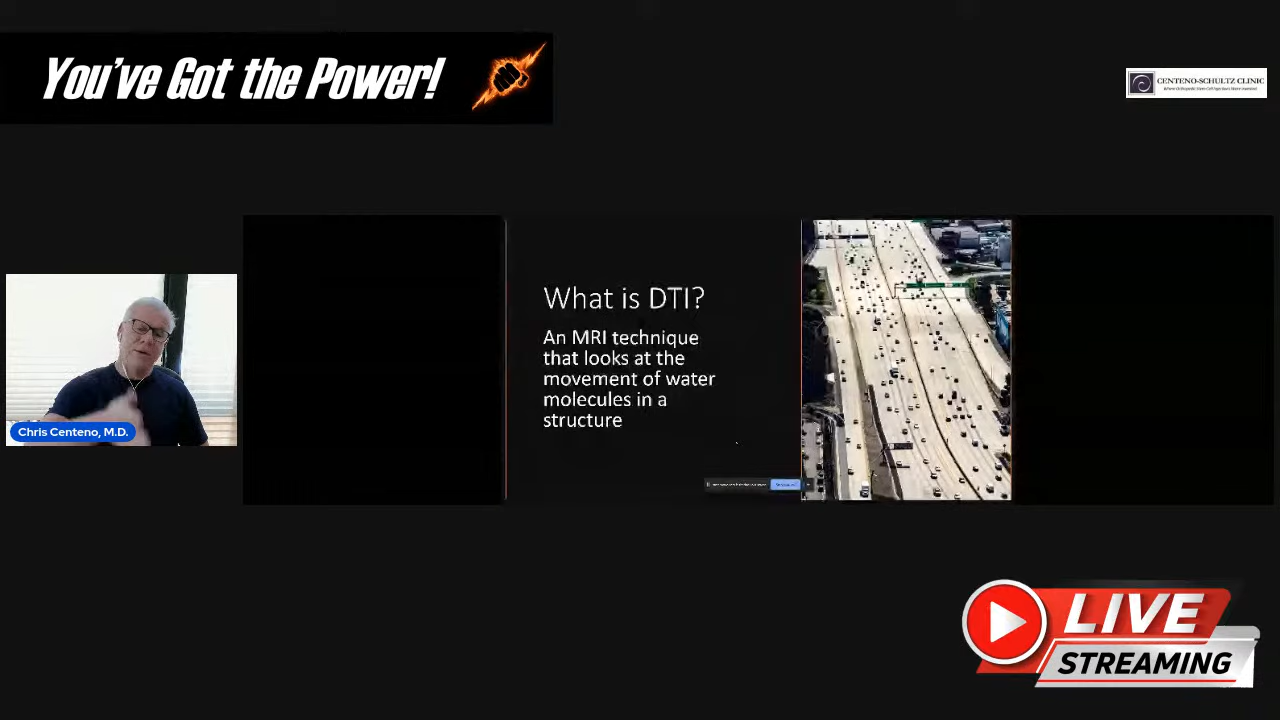 You've Got the Power!
CENTENO-SCHULTZ CLINIC
What is DTI?
An MRI technique
that looks at the
movement of water
molecules in a
structure
Chris Centeno, M.D.
LIVE
STREAMING